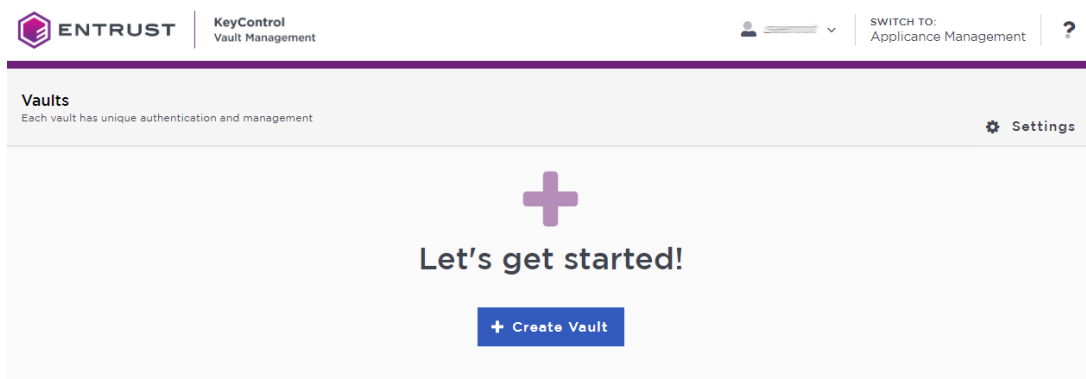 ENTRUST
KeyControl
Vault Management
SWITCH TO:
Applicance Management
?
Vaults
Each vault has unique authentication and management
Settings
Let's get started!
+ Create Vault